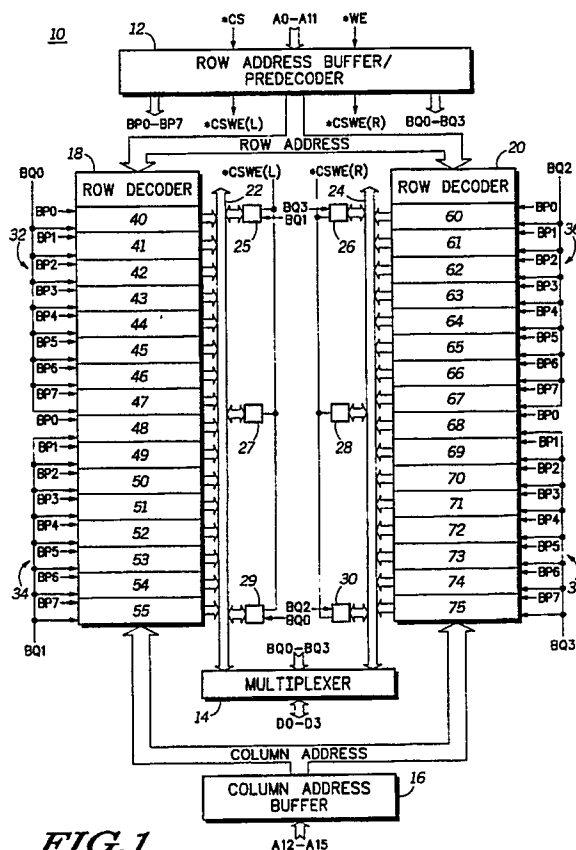 10
*CS
A0-A11
*WE
12
ROW ADDRESS BUFFER/
PREDECODER
BP0-BP7
*CSWE(L)
*CSWE(R)
BQ0-BQ3
ROW ADDRESS
BQ0
18
*CSWE(L)
*CSWE(R)
20
BQ2
ROW DECODER
22
24
ROW DECODER
BP0
40
BQ3
BQ1
60
BP0
32
BP1
41
25
26
61
BP1
36
BP2
42
62
BP2
BP3
43
63
BP3
BP4
44
64
BP4
BP5
45
65
BP5
BP6
46
66
BP6
BP7
47
67
BP7
BP0
48
27
28
68
BP0
BP1
49
69
BP1
BP2
50
70
BP2
BP3
51
71
BP3
BP4
52
72
BP4
BP5
53
73
BP5
34
BP6
54
29
30
74
BP6
BP7
55
BQ2
BQ0
75
BP7
BQ1
BQ0-BQ3
BQ3
MULTIPLEXER
14
D0-D3
COLUMN ADDRESS
COLUMN ADDRESS
BUFFER
16
A12-A15
FIG.1